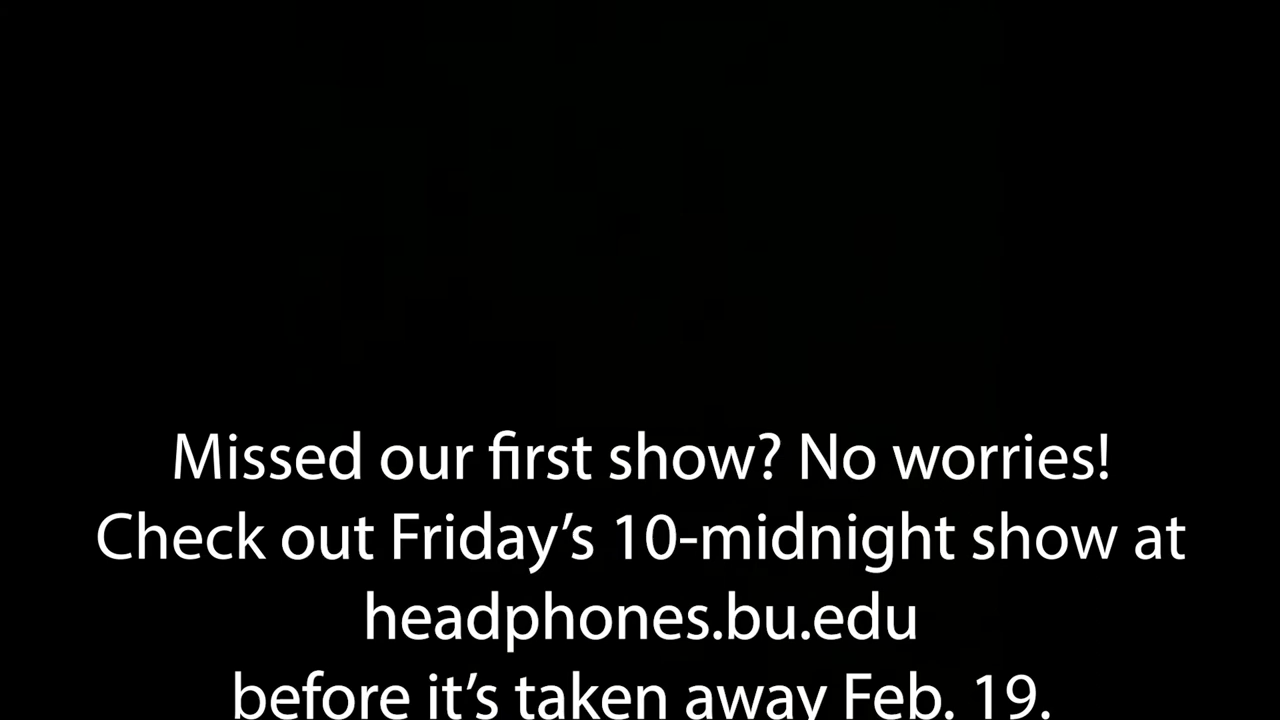 Missed our first show? No worries!
Check out Friday’s 10-midnight show at
headphones.bu.edu
before it’s taken away Feb. 19.